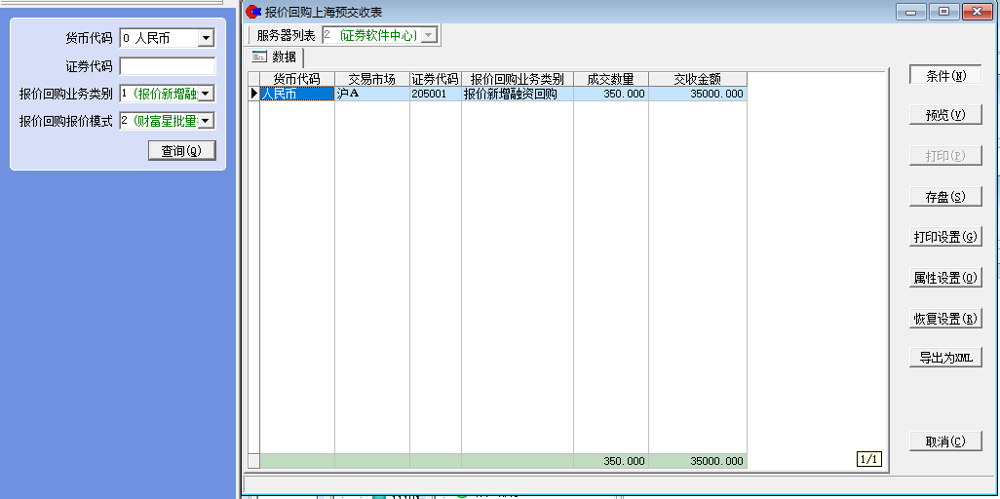 货币代码 0 人民币
证券代码
报价回购业务类别 1 (报价新增融
报价回购报价模式 2 (财富星批量
查询(Q)
报价回购上海预交收表
服务器列表 2 (证券软件中心)
数据
货币代码 交易市场 证券代码 报价回购业务类别 成交数量 交收金额
人民币 沪A 205001 报价新增融资回购 350.000 35000.000
350.000 35000.000
1/1
条件(N)
预览(V)
打印(P)
存盘(S)
打印设置(G)
属性设置(O)
恢复设置(R)
导出为XML
取消(C)